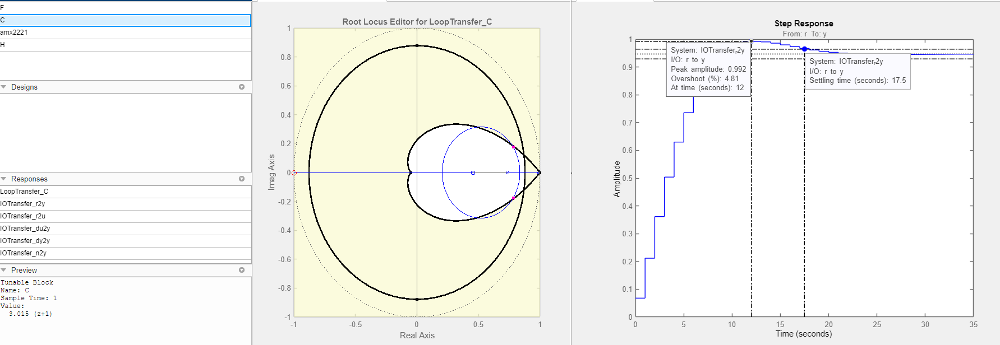 F
C
amx2221
H
Designs
Responses
LoopTransfer_C
IOTransfer_r2y
IOTransfer_r2u
IOTransfer_du2y
IOTransfer_dy2y
IOTransfer_n2y
Preview
Tunable Block
Name: C
Sample Time: 1
Value:
3.015 (z+1)
Root Locus Editor for LoopTransfer_C
Imag Axis
1
0.8
0.6
0.4
0.2
0
-0.2
-0.4
-0.6
-0.8
-1
-1
-0.5
0
0.5
1
Real Axis
Step Response
From: r To: y
Amplitude
1
0.9
0.8
0.7
0.6
0.5
0.4
0.3
0.2
0.1
0
System: IOTransfer_r2y
I/O: r to y
Peak amplitude: 0.992
Overshoot (%): 4.81
At time (seconds): 12
System: IOTransfer_r2y
I/O: r to y
Settling time (seconds): 17.5
0
5
10
15
20
25
30
35
Time (seconds)